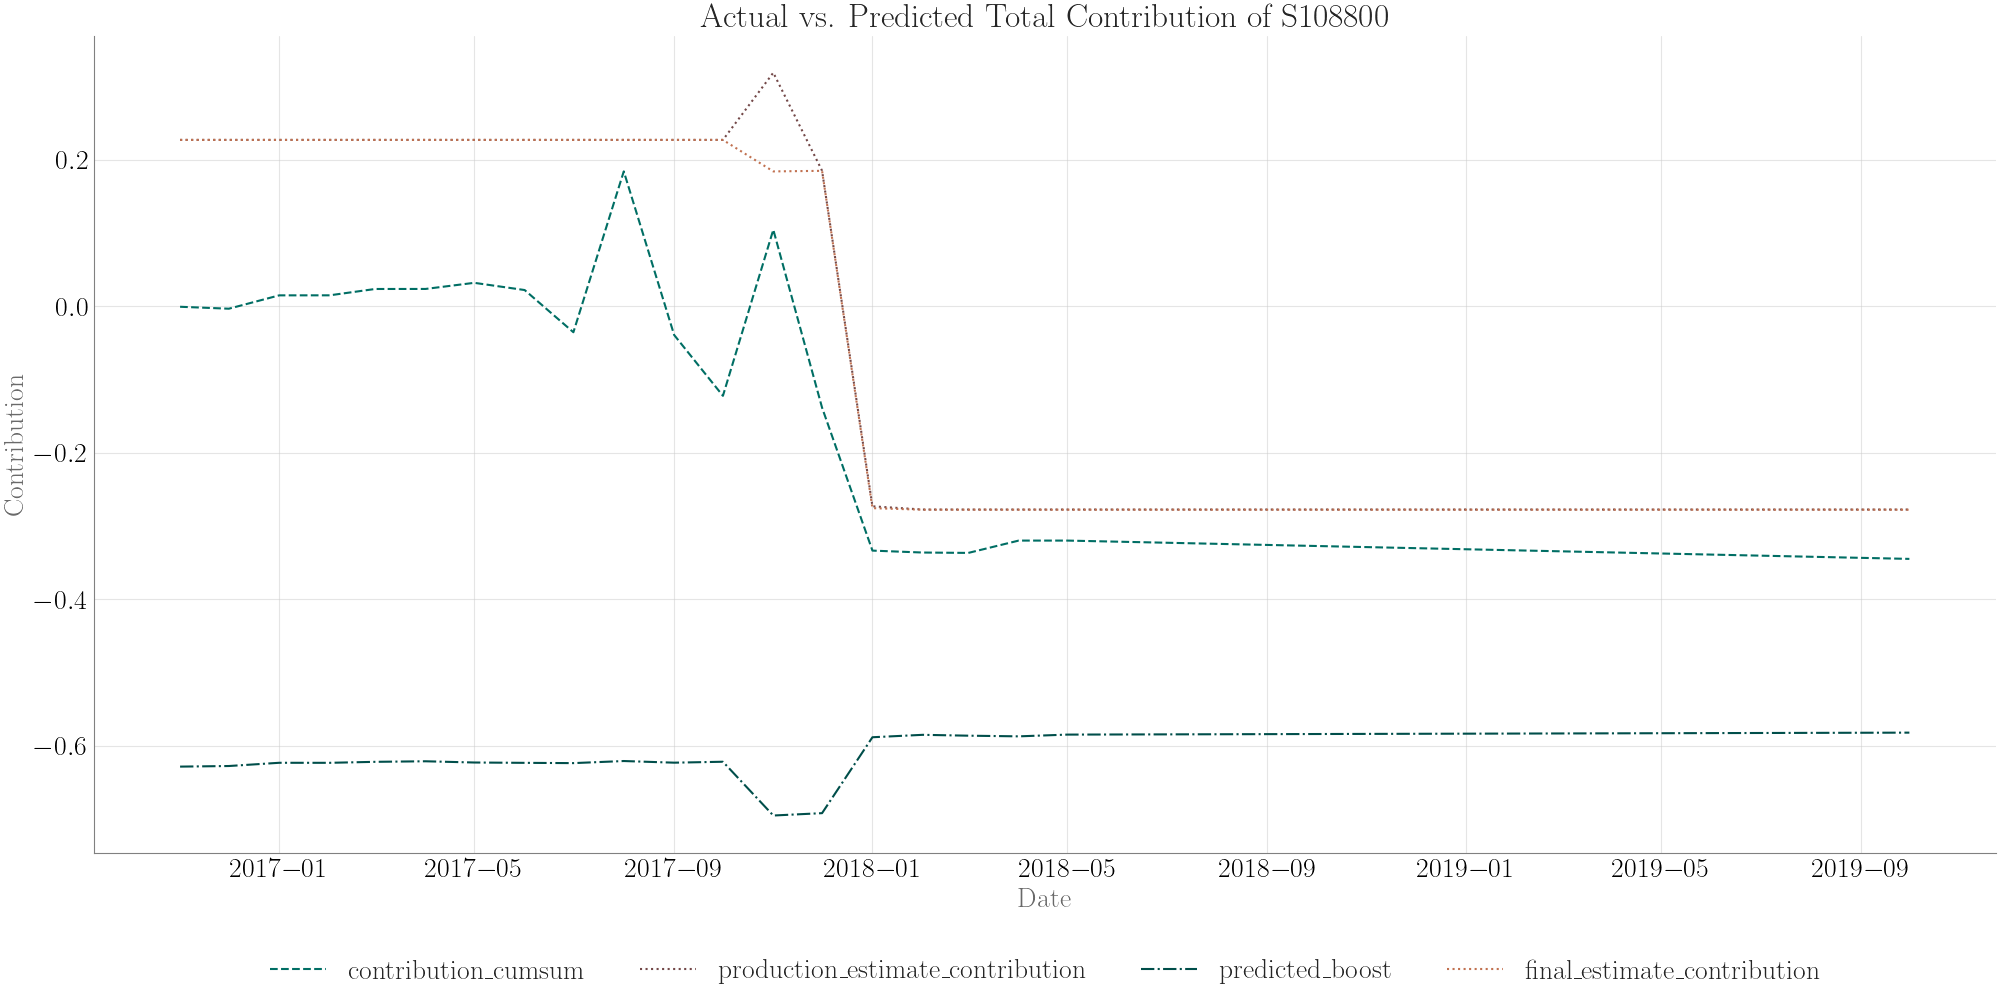 Actual vs. Predicted Total Contribution of S108800
Contribution
0.2
0.0
−0.2
−0.4
−0.6
2017−01 2017−05 2017−09 2018−01 2018−05 2018−09 2019−01 2019−05 2019−09
Date
contribution_cumsum production_estimate_contribution predicted_boost final_estimate_contribution